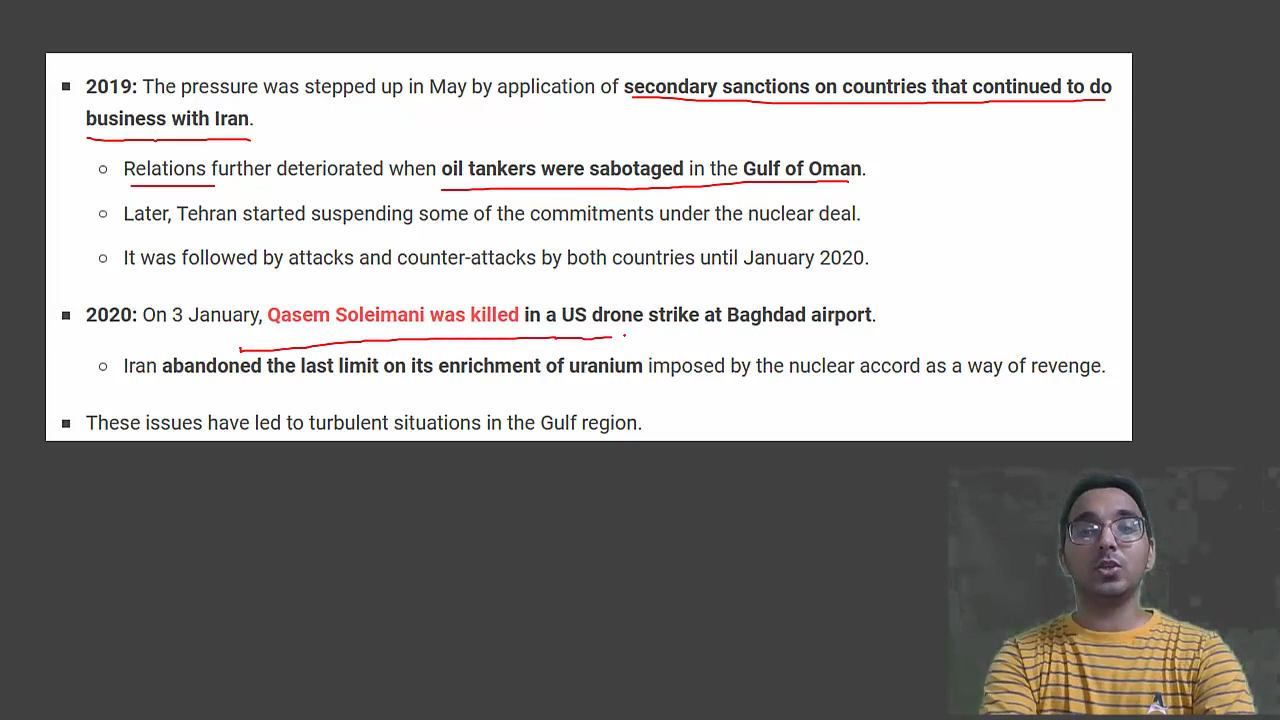 2019: The pressure was stepped up in May by application of secondary sanctions on countries that continued to do
business with Iran.
Relations further deteriorated when oil tankers were sabotaged in the Gulf of Oman.
Later, Tehran started suspending some of the commitments under the nuclear deal.
It was followed by attacks and counter-attacks by both countries until January 2020.
2020: On 3 January, Qasem Soleimani was killed in a US drone strike at Baghdad airport.
Iran abandoned the last limit on its enrichment of uranium imposed by the nuclear accord as a way of revenge.
These issues have led to turbulent situations in the Gulf region.